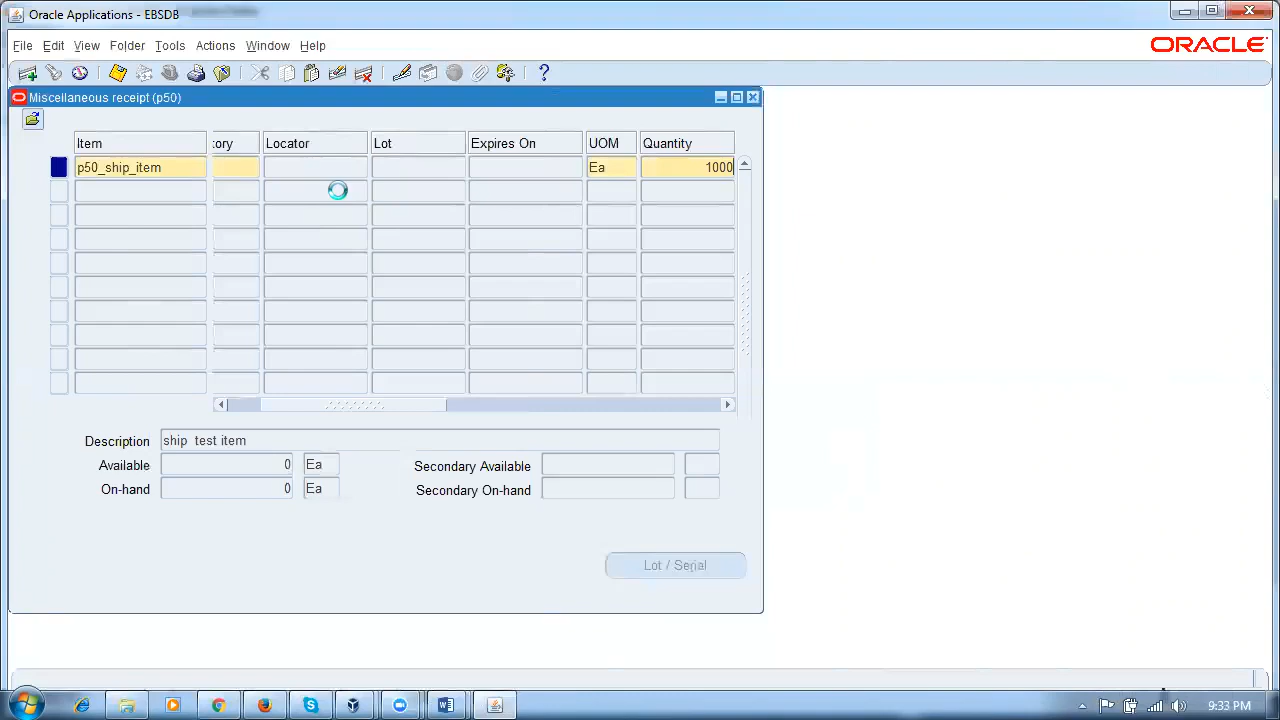 Oracle Applications - EBSDB
File Edit View Folder Tools Actions Window Help
ORACLE
Miscellaneous receipt (p50)
Item tory Locator Lot Expires On UOM Quantity
p50_ship_item Ea 1000
Description ship test item
Available 0 Ea Secondary Available
On-hand 0 Ea Secondary On-hand
Lot / Serial
9:33 PM